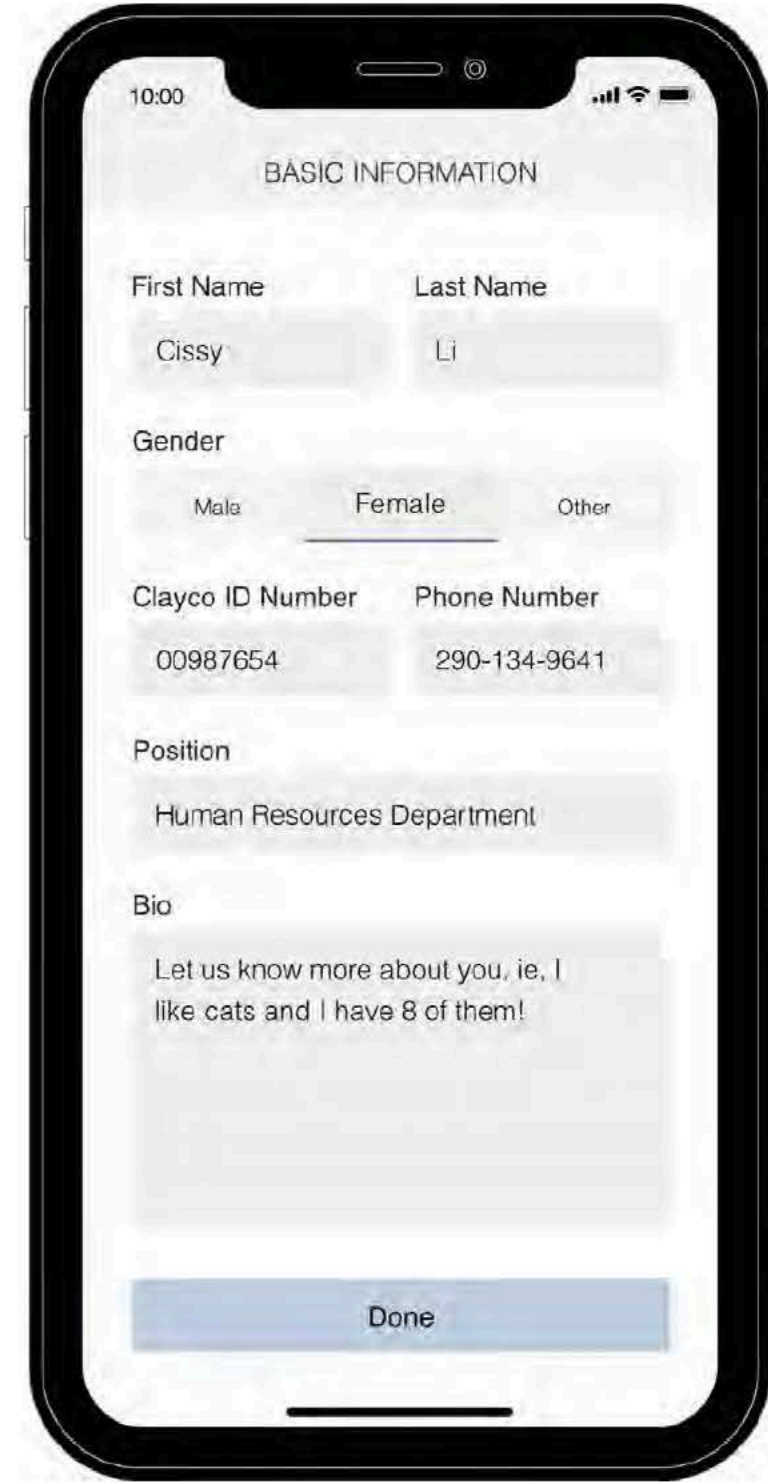 10:00
BASIC INFORMATION
First Name Last Name
Cissy Li
Gender
Male Female Other
Clayco ID Number Phone Number
00987654 290-134-9641
Position
Human Resources Department
Bio
Let us know more about you, ie, I
like cats and I have 8 of them!
Done